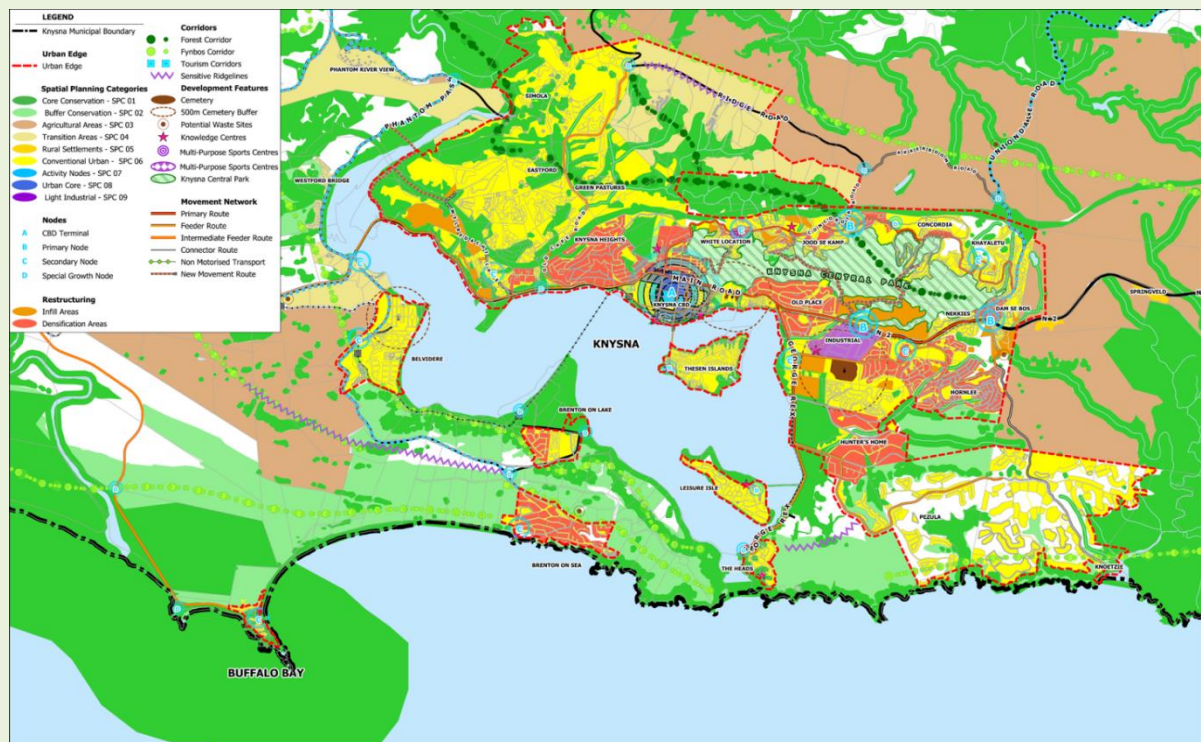 LEGEND
Knysna Municipal Boundary
Urban Edge
Urban Edge
Spatial Planning Categories
Core Conservation - SPC 01
Buffer Conservation - SPC 02
Agricultural Areas - SPC 03
Transition Areas - SPC 04
Rural Settlements - SPC 05
Conventional Urban - SPC 06
Activity Nodes - SPC 07
Urban Core - SPC 08
Light Industrial - SPC 09
Nodes
A CBD Terminal
B Primary Node
C Secondary Node
D Special Growth Node
Restructuring
Infill Areas
Densification Areas
Corridors
Forest Corridor
Fynbos Corridor
Tourism Corridors
Sensitive Ridgelines
Development Features
Cemetery
500m Cemetery Buffer
Potential Waste Sites
Knowledge Centres
Multi-Purpose Sports Centres
Multi-Purpose Sports Centres
Knysna Central Park
Movement Network
Primary Route
Feeder Route
Intermediate Feeder Route
Connector Route
Non Motorised Transport
New Movement Route
PHANTOM RIVER VIEW
PHANTOM PASS
SIMOLA
RIDGE ROAD
UNIONDALE ROAD
WESTFORD BRIDGE
EASTFORD
GREEN PASTURES
KNYSNA HEIGHTS
WHITE LOCATION
JOOD SE KAMP
CONCORDIA
KHAYALETU
KNYSNA CENTRAL PARK
MAIN ROAD
KNYSNA CBD
OLD PLACE
NEKKIES
DAM SE BOS
N2
SPRINGVELD
N2
INDUSTRIAL
KNYSNA
BELVIDERE
THESEN ISLANDS
GEORGE REX
HORNLEE
BRENTON ON LAKE
HUNTER'S HOME
LEISURE ISLE
PEZULA
GEORGE REX
BRENTON ON SEA
THE HEADS
KNOETZIE
BUFFALO BAY